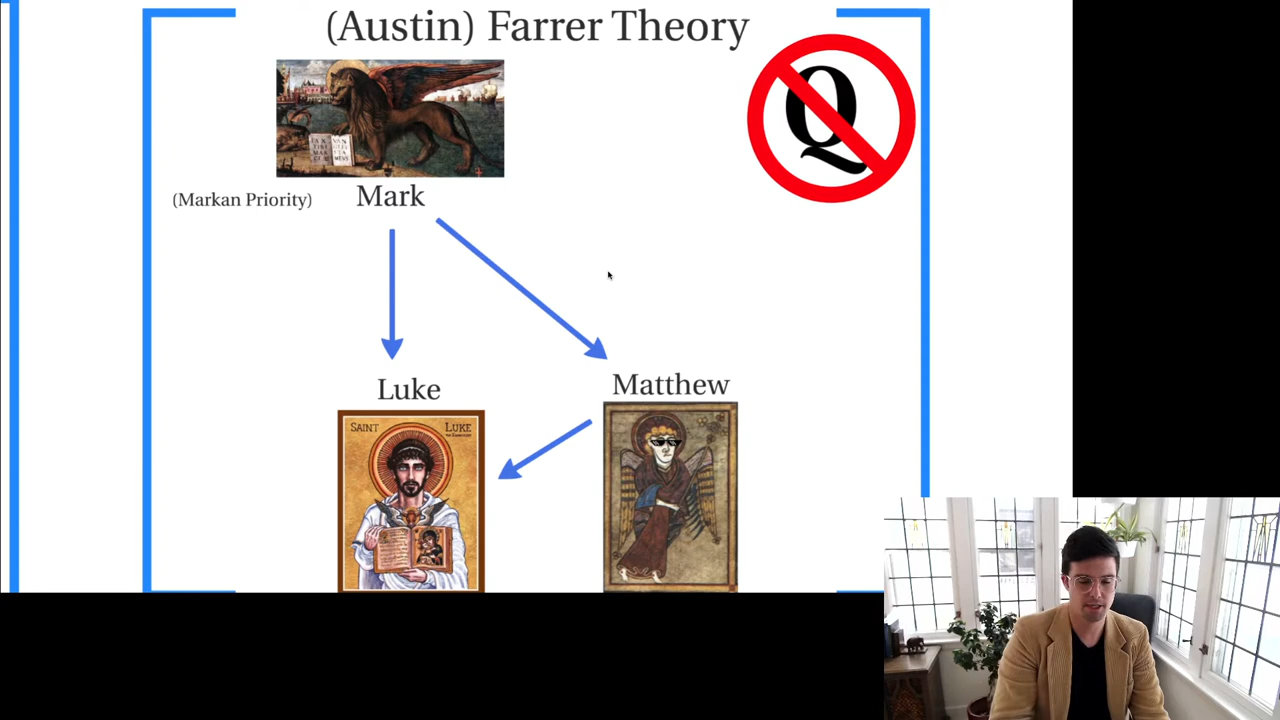 (Austin) Farrer Theory
Q
(Markan Priority)
Mark
Luke
Matthew
SAINT
LUKE